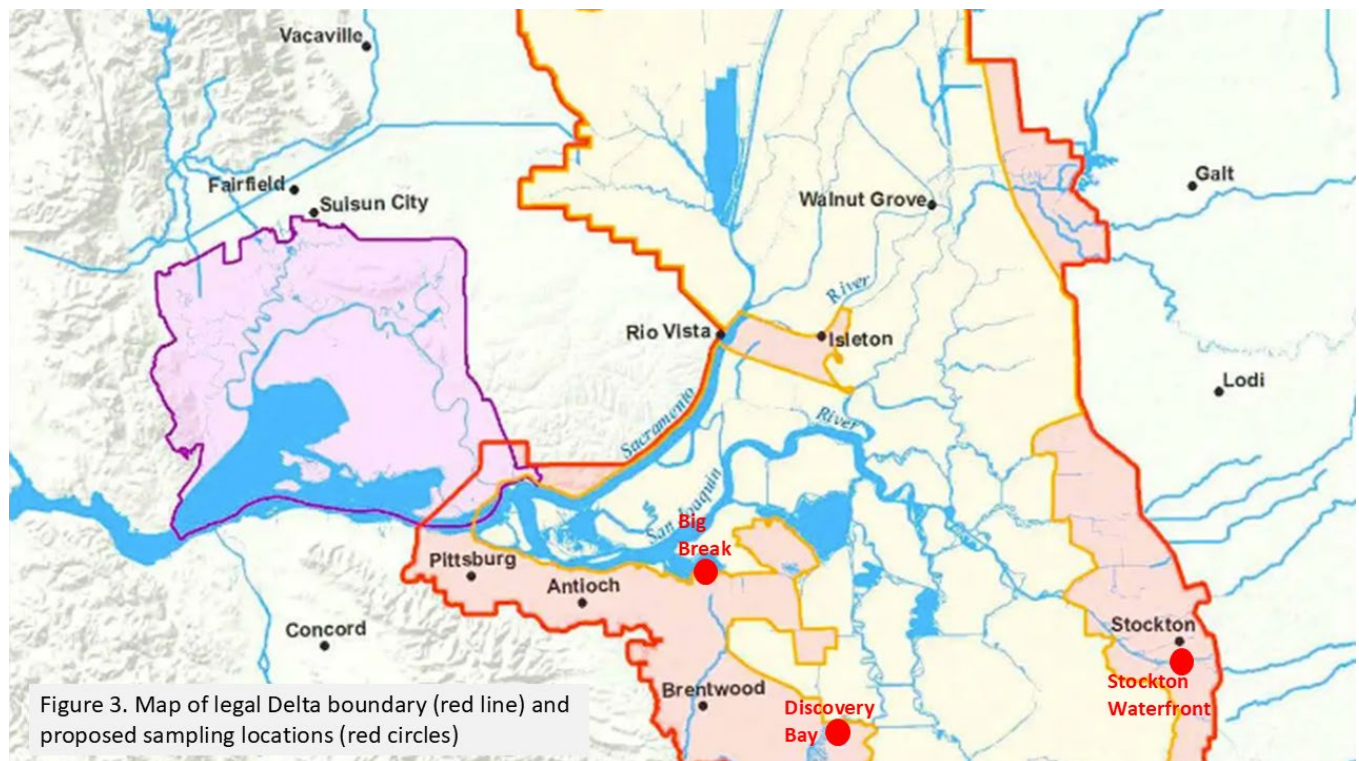 Vacaville
Fairfield
Suisun City
Walnut Grove
Galt
River
Rio Vista
Isleton
Lodi
Sacramento
River
San Joaquin
Big
Break
Pittsburg
Antioch
Concord
Stockton
Stockton
Waterfront
Brentwood
Discovery
Bay
Figure 3. Map of legal Delta boundary (red line) and
proposed sampling locations (red circles)